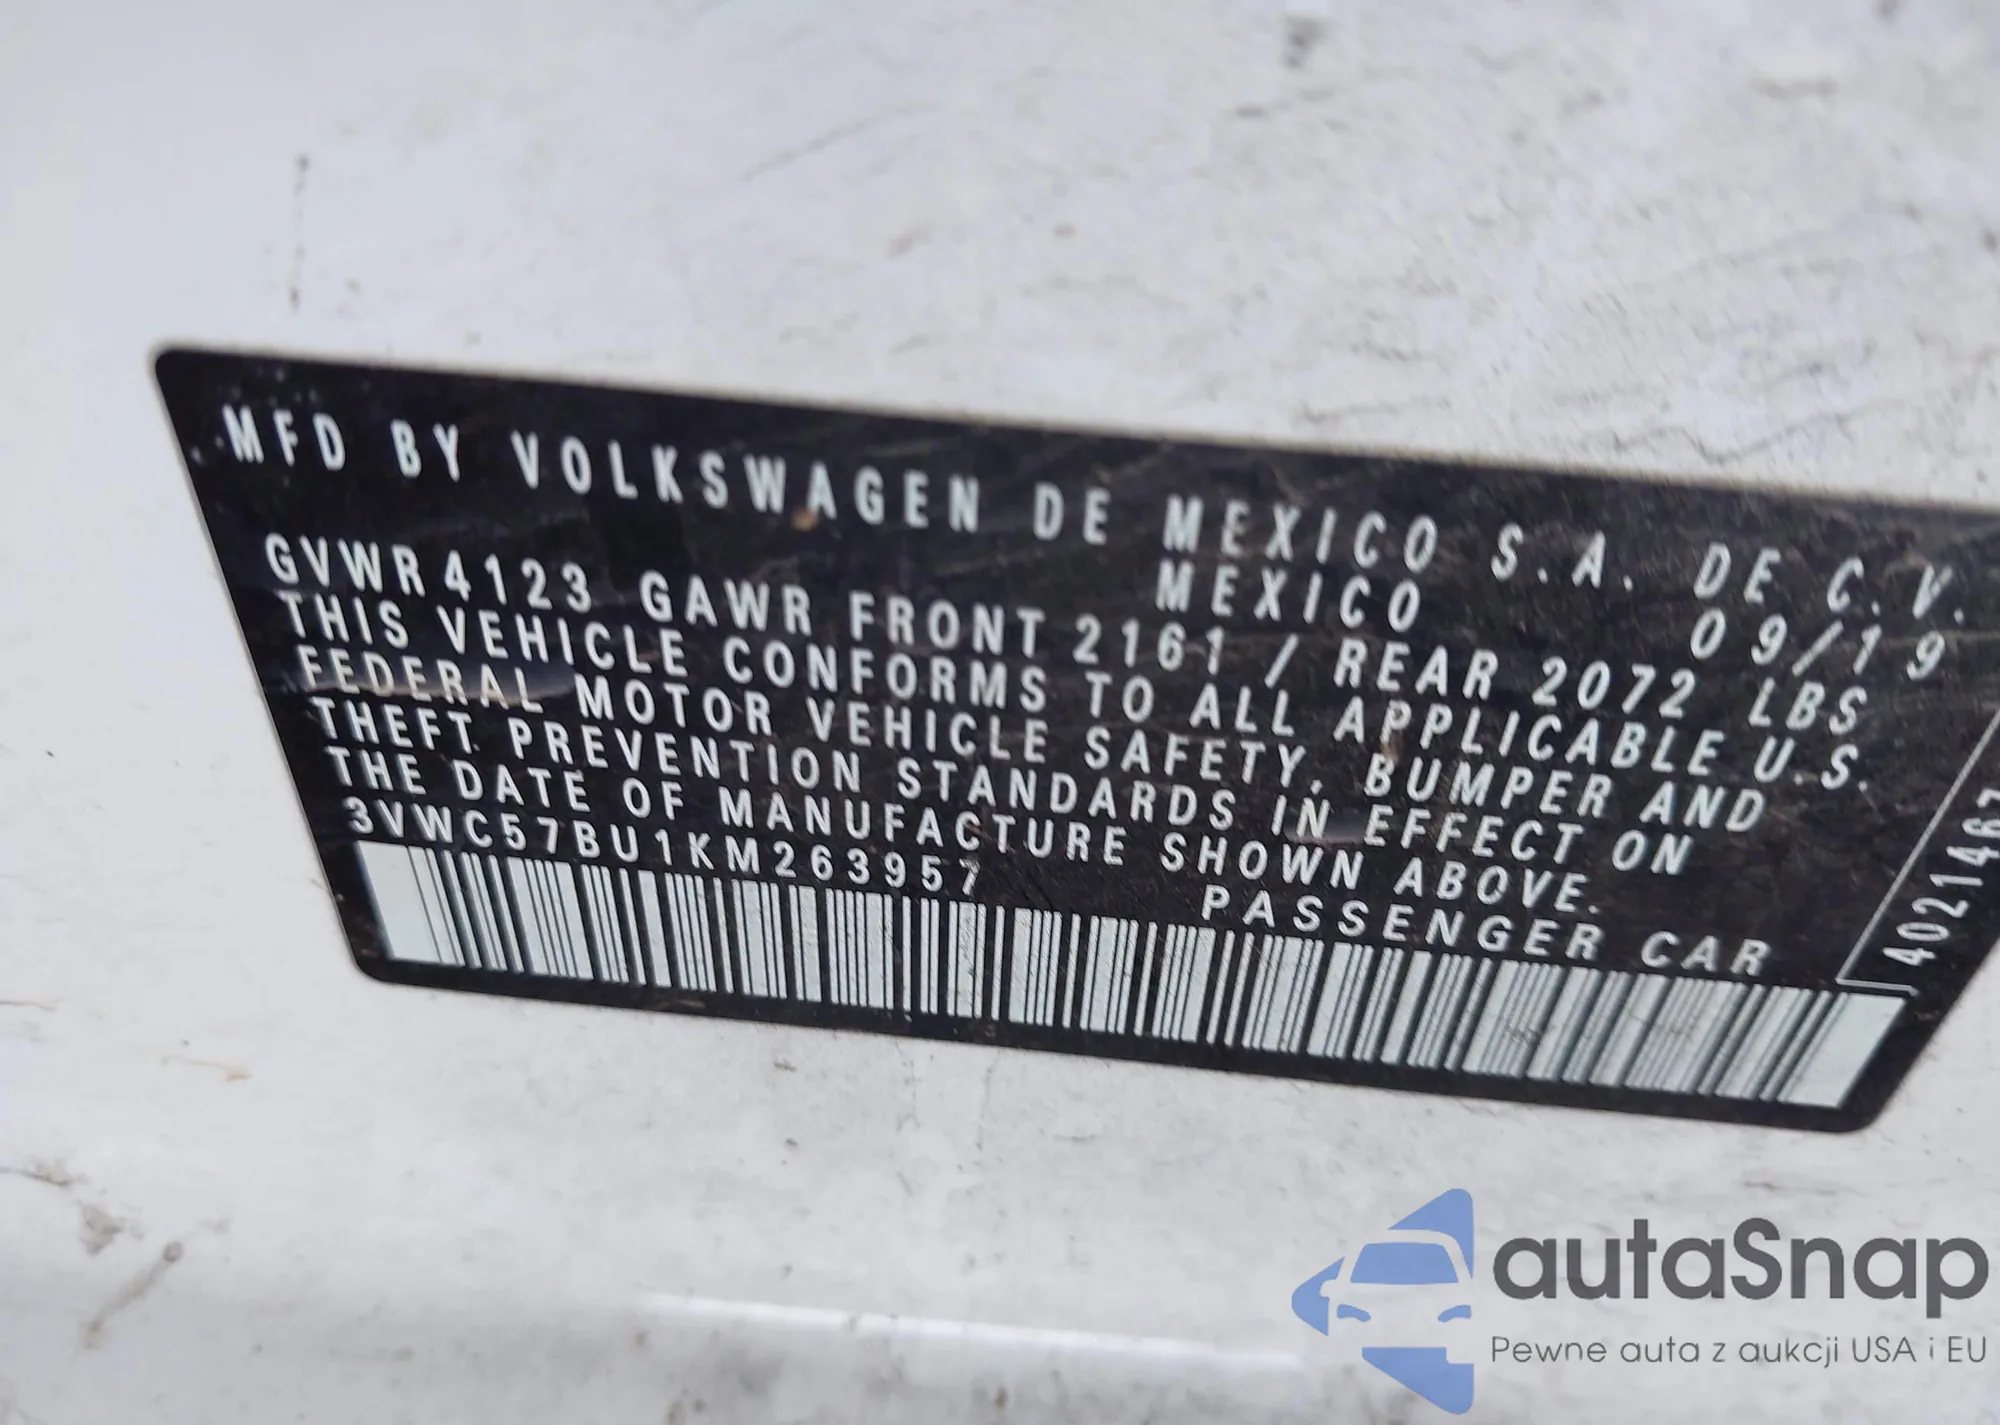 MFD BY VOLKSWAGEN DE MEXICO S.A. DE C.V.
MEXICO 09/19
GVWR 4123 GAWR FRONT 2161 / REAR 2072 LBS
THIS VEHICLE CONFORMS TO ALL APPLICABLE U.S.
FEDERAL MOTOR VEHICLE SAFETY, BUMPER AND
THEFT PREVENTION STANDARDS IN EFFECT ON
THE DATE OF MANUFACTURE SHOWN ABOVE.
3VWC57BU1KM263957 PASSENGER CAR
autaSnap
Pewne auta z aukcji USA i EU